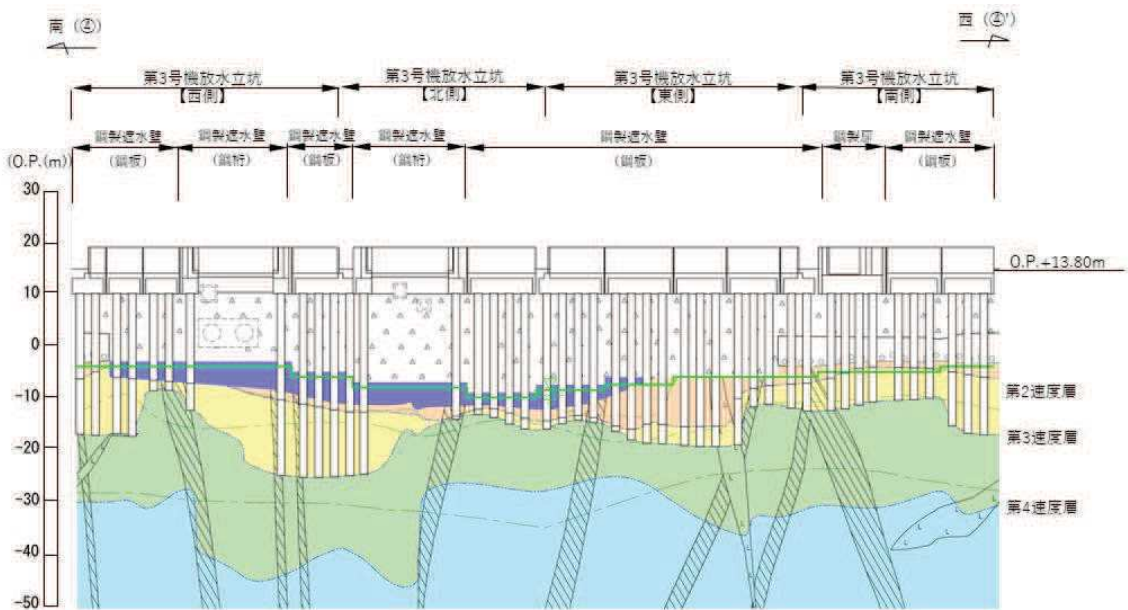 南 (④)
西 (④')
第3号機放水立坑
【西側】
第3号機放水立坑
【北側】
第3号機放水立坑
【東側】
第3号機放水立坑
【南側】
鋼製遮水壁
(鋼板)
鋼製遮水壁
(鋼桁)
鋼製遮水壁
(鋼板)
鋼製遮水壁
(鋼桁)
鋼製遮水壁
(鋼板)
鋼製扉
鋼製遮水壁
(鋼板)
(O.P.(m))
30
20
10
0
-10
-20
-30
-40
-50
O.P.+13.80m
第2速度層
第3速度層
第4速度層